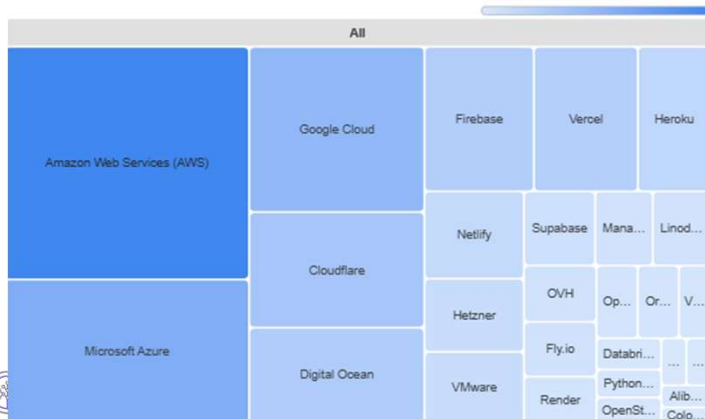 All
Amazon Web Services (AWS)
Microsoft Azure
Google Cloud
Cloudflare
Digital Ocean
Firebase
Vercel
Heroku
Netlify
Hetzner
VMware
Supabase
Mana...
Linod...
OVH
Op...
Or...
V...
Fly.io
Render
Databri...
...
...
Python...
Alib...
OpenSt...
Colo...